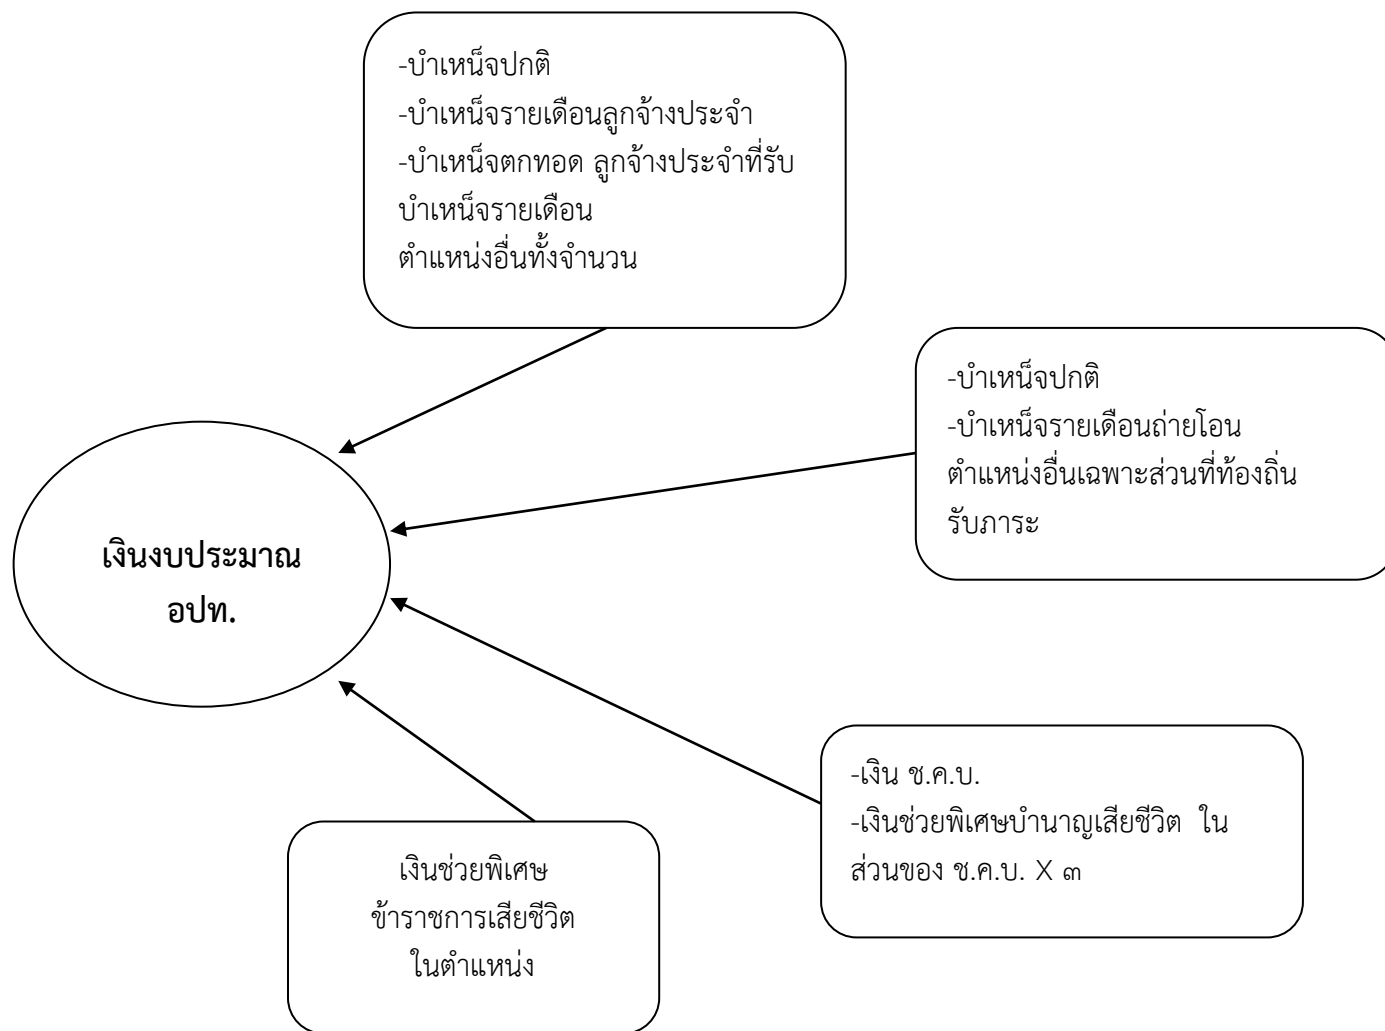 -บำเหน็จปกติ
-บำเหน็จรายเดือนลูกจ้างประจำ
-บำเหน็จตกทอด ลูกจ้างประจำที่รับ
บำเหน็จรายเดือน
ตำแหน่งอื่นทั้งจำนวน
-บำเหน็จปกติ
-บำเหน็จรายเดือนถ่ายโอน
ตำแหน่งอื่นเฉพาะส่วนที่ท้องถิ่น
รับภาระ
เงินงบประมาณ
อปท.
-เงิน ช.ค.บ.
-เงินช่วยพิเศษบำนาญเสียชีวิต ใน
ส่วนของ ช.ค.บ. X ๓
เงินช่วยพิเศษ
ข้าราชการเสียชีวิต
ในตำแหน่ง